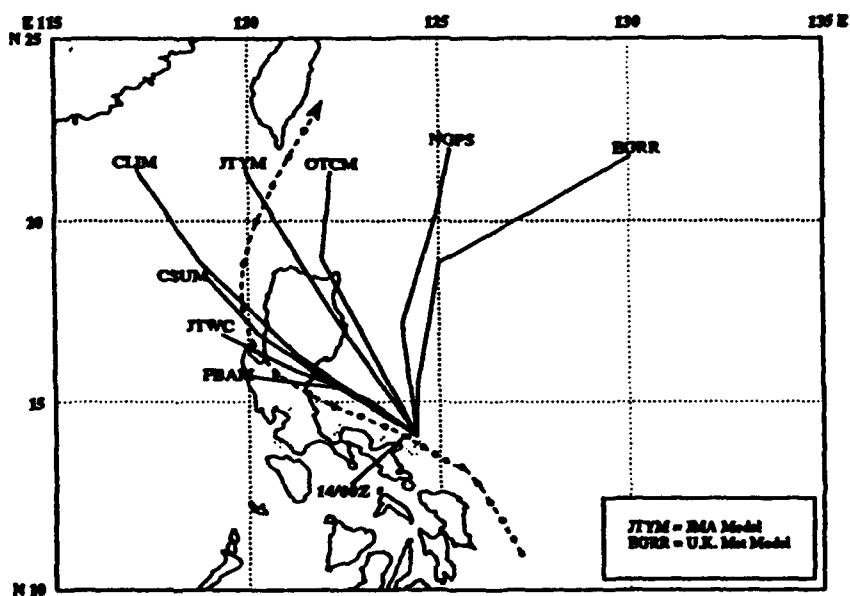 E 115 120 125 130 135 E
N 25
NGPS
EGRR
CLIM JTYM OTCM
20
CSUM
JTWC
FBAM
15
14/00Z
JTYM = JMA Model
EGRR = U.K. Met Model
N 10